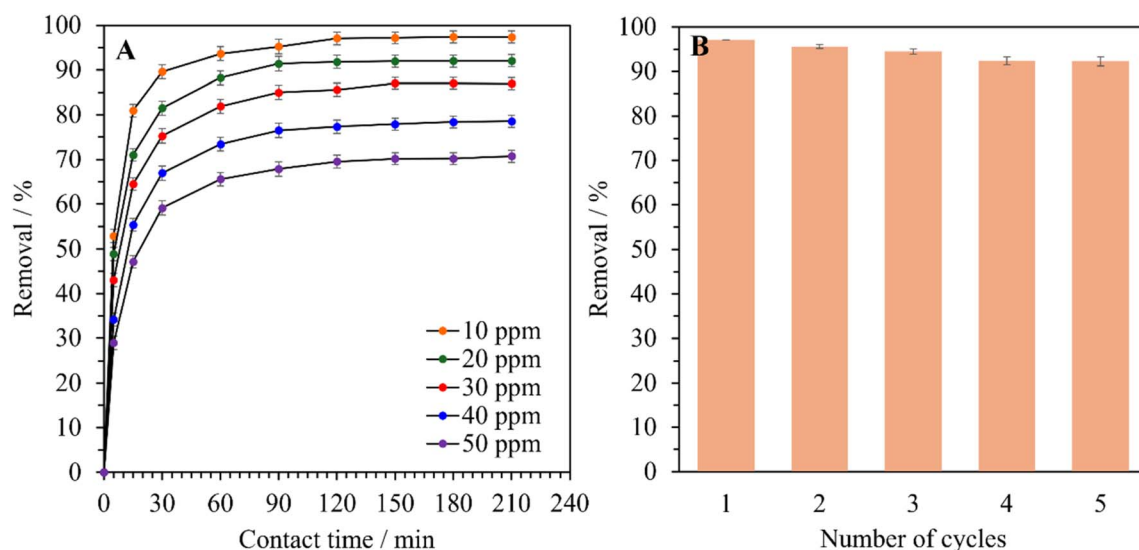 A
Removal / %
100
90
80
70
60
50
40
30
20
10
0
0 30 60 90 120 150 180 210 240
Contact time / min
10 ppm
20 ppm
30 ppm
40 ppm
50 ppm
B
Removal / %
100
90
80
70
60
50
40
30
20
10
0
1 2 3 4 5
Number of cycles